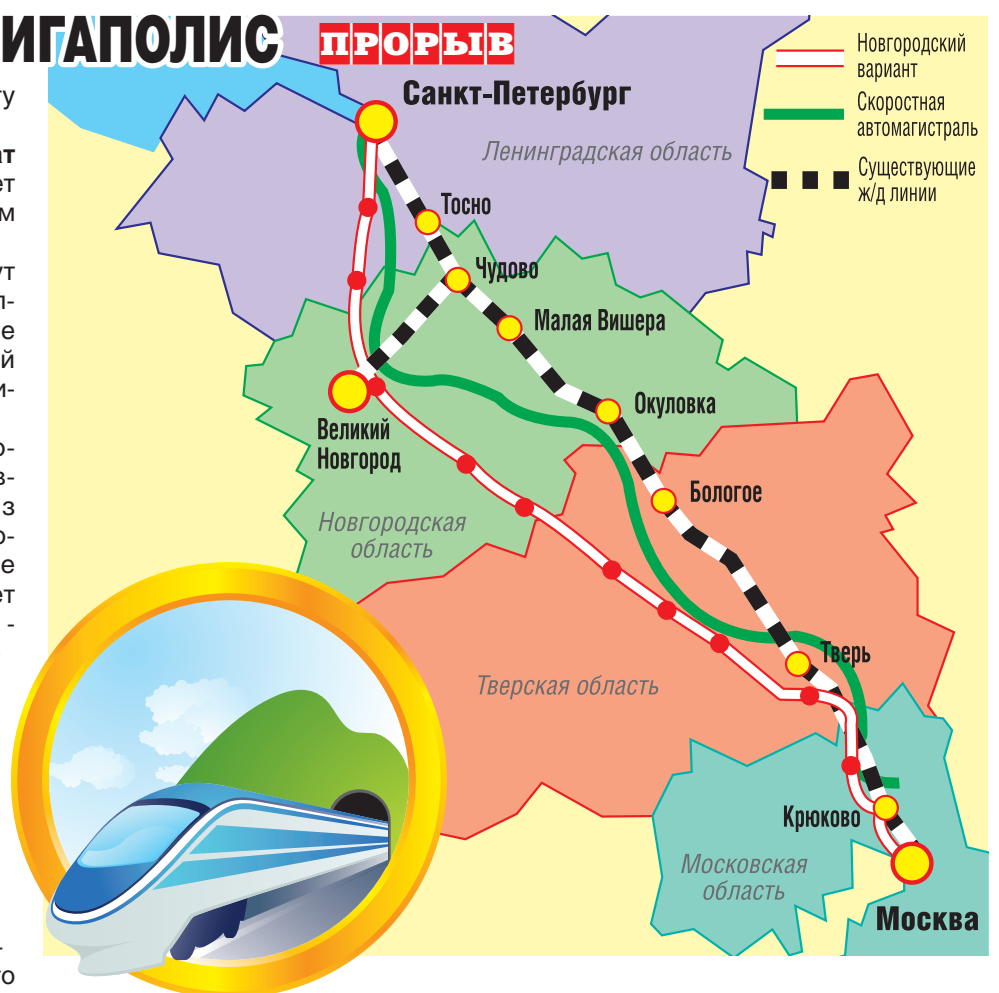 ИГАПОЛИС
ПРОРЫВ
Новгородский
вариант
Скоростная
автомагистраль
Существующие
ж/д линии
Санкт-Петербург
Ленинградская область
Тосно
Чудово
Малая Вишера
Окуловка
Великий
Новгород
Бологое
Новгородская
область
Тверь
Тверская область
Крюково
Московская
область
Москва